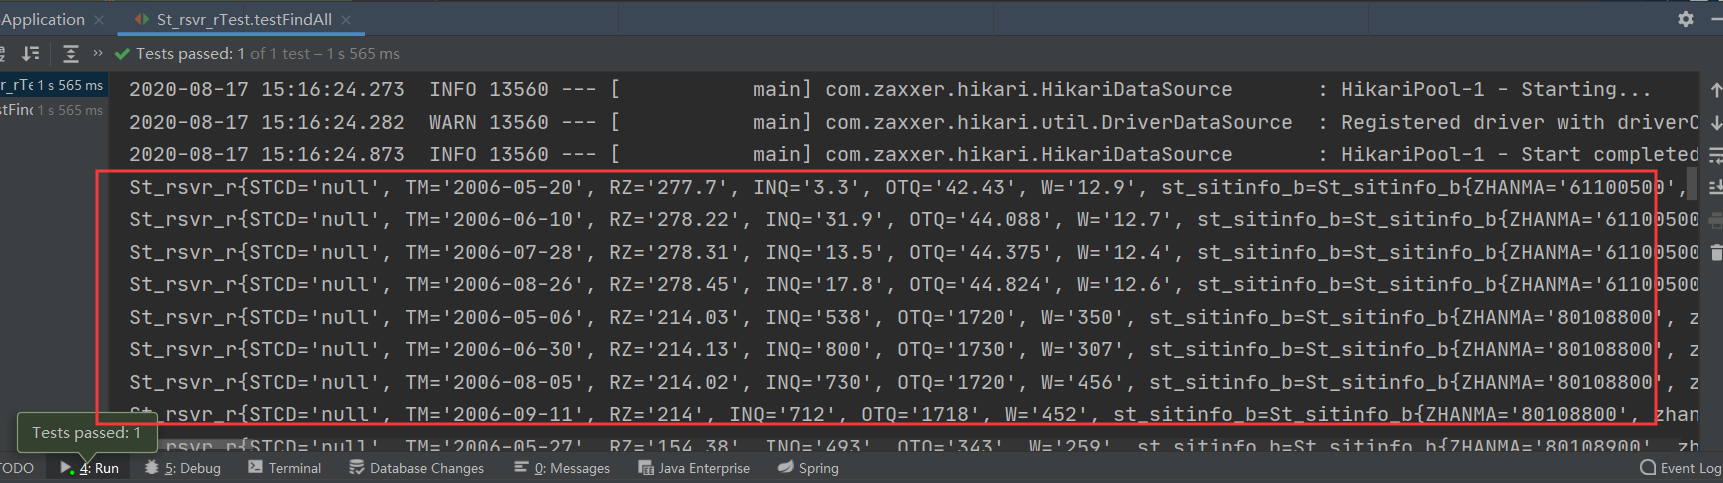 Application × St_rsvr_rTest.testFindAll ×
» Tests passed: 1 of 1 test – 1 s 565 ms
r_rTe 1 s 565 ms
stFind 1 s 565 ms
2020-08-17 15:16:24.273  INFO 13560 --- [           main] com.zaxxer.hikari.HikariDataSource       : HikariPool-1 - Starting...
2020-08-17 15:16:24.282  WARN 13560 --- [           main] com.zaxxer.hikari.util.DriverDataSource  : Registered driver with driverC
2020-08-17 15:16:24.873  INFO 13560 --- [           main] com.zaxxer.hikari.HikariDataSource       : HikariPool-1 - Start completed
St_rsvr_r{STCD='null', TM='2006-05-20', RZ='277.7', INQ='3.3', OTQ='42.43', W='12.9', st_sitinfo_b=St_sitinfo_b{ZHANMA='61100500',
St_rsvr_r{STCD='null', TM='2006-06-10', RZ='278.22', INQ='31.9', OTQ='44.088', W='12.7', st_sitinfo_b=St_sitinfo_b{ZHANMA='61100500
St_rsvr_r{STCD='null', TM='2006-07-28', RZ='278.31', INQ='13.5', OTQ='44.375', W='12.4', st_sitinfo_b=St_sitinfo_b{ZHANMA='61100500
St_rsvr_r{STCD='null', TM='2006-08-26', RZ='278.45', INQ='17.8', OTQ='44.824', W='12.6', st_sitinfo_b=St_sitinfo_b{ZHANMA='61100500
St_rsvr_r{STCD='null', TM='2006-05-06', RZ='214.03', INQ='538', OTQ='1720', W='350', st_sitinfo_b=St_sitinfo_b{ZHANMA='80108800', z
St_rsvr_r{STCD='null', TM='2006-06-30', RZ='214.13', INQ='800', OTQ='1730', W='307', st_sitinfo_b=St_sitinfo_b{ZHANMA='80108800', z
St_rsvr_r{STCD='null', TM='2006-08-05', RZ='214.02', INQ='730', OTQ='1720', W='456', st_sitinfo_b=St_sitinfo_b{ZHANMA='80108800', z
St_rsvr_r{STCD='null', TM='2006-09-11', RZ='214', INQ='712', OTQ='1718', W='452', st_sitinfo_b=St_sitinfo_b{ZHANMA='80108800', zhan
_rsvr_r{STCD='null', TM='2006-05-27', RZ='154.38', INQ='493', OTQ='343', W='259', st_sitinfo_b=St_sitinfo_b{ZHANMA='80108900', zh
Tests passed: 1
TODO 4: Run 5: Debug Terminal Database Changes 0: Messages Java Enterprise Spring Event Log